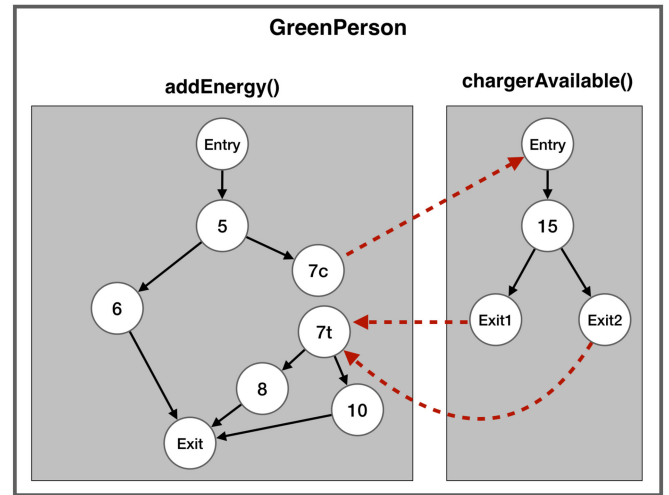 GreenPerson
addEnergy()
chargerAvailable()
Entry
5
7c
6
7t
8
10
Exit
Entry
15
Exit1
Exit2